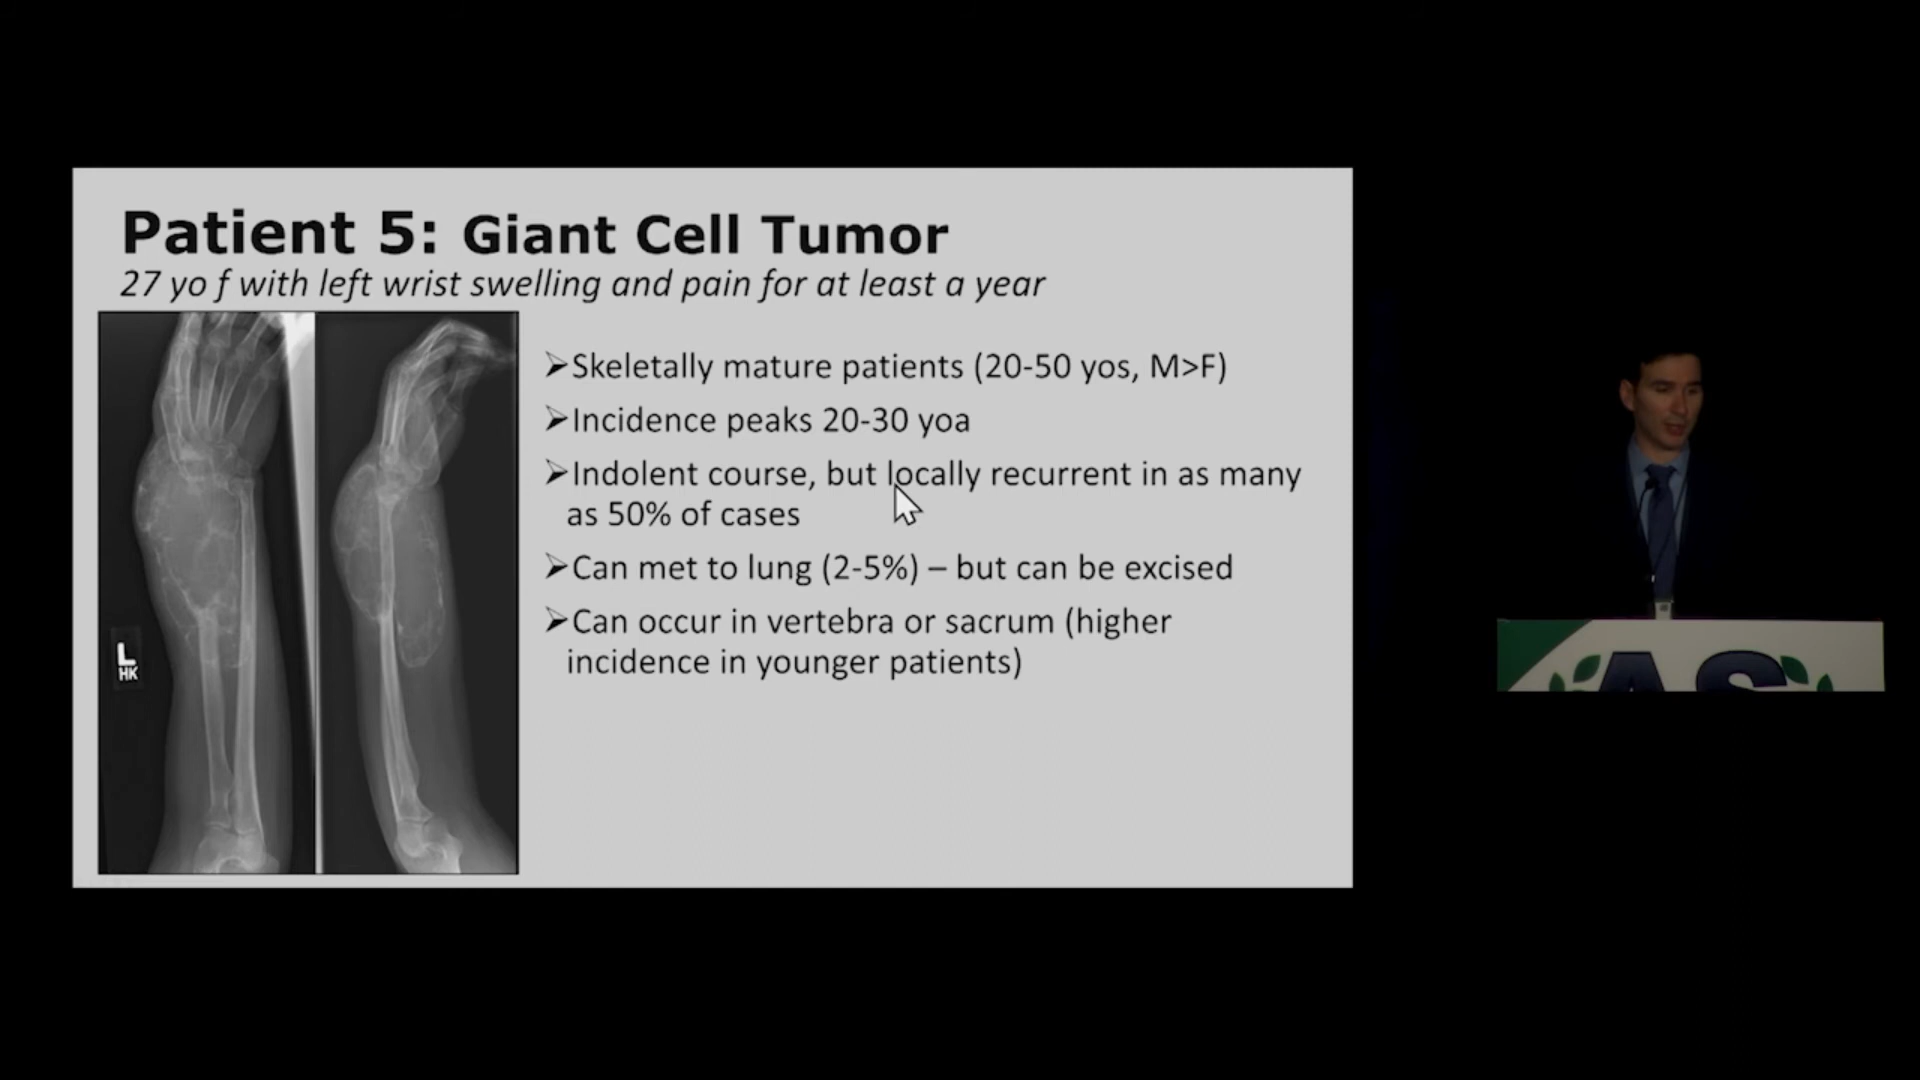 Patient 5: Giant Cell Tumor
27 yo f with left wrist swelling and pain for at least a year
➢Skeletally mature patients (20-50 yos, M>F)
➢Incidence peaks 20-30 yoa
➢Indolent course, but locally recurrent in as many
as 50% of cases
➢Can met to lung (2-5%) – but can be excised
➢Can occur in vertebra or sacrum (higher
incidence in younger patients)
L
HK
AS